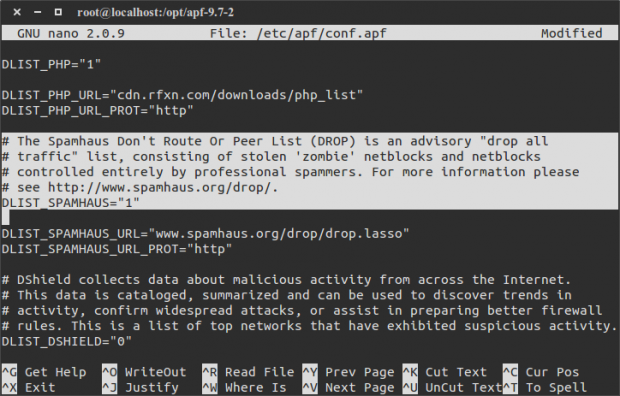 root@localhost:/opt/apf-9.7-2
GNU nano 2.0.9 File: /etc/apf/conf.apf Modified
DLIST_PHP="1"
DLIST_PHP_URL="cdn.rfxn.com/downloads/php_list"
DLIST_PHP_URL_PROT="http"
# The Spamhaus Don't Route Or Peer List (DROP) is an advisory "drop all
# traffic" list, consisting of stolen 'zombie' netblocks and netblocks
# controlled entirely by professional spammers. For more information please
# see http://www.spamhaus.org/drop/.
DLIST_SPAMHAUS="1"
DLIST_SPAMHAUS_URL="www.spamhaus.org/drop/drop.lasso"
DLIST_SPAMHAUS_URL_PROT="http"
# DShield collects data about malicious activity from across the Internet.
# This data is cataloged, summarized and can be used to discover trends in
# activity, confirm widespread attacks, or assist in preparing better firewall
# rules. This is a list of top networks that have exhibited suspicious activity.
DLIST_DSHIELD="0"
^G Get Help ^O WriteOut ^R Read File ^Y Prev Page ^K Cut Text ^C Cur Pos
^X Exit ^J Justify ^W Where Is ^V Next Page ^U UnCut Text ^T To Spell